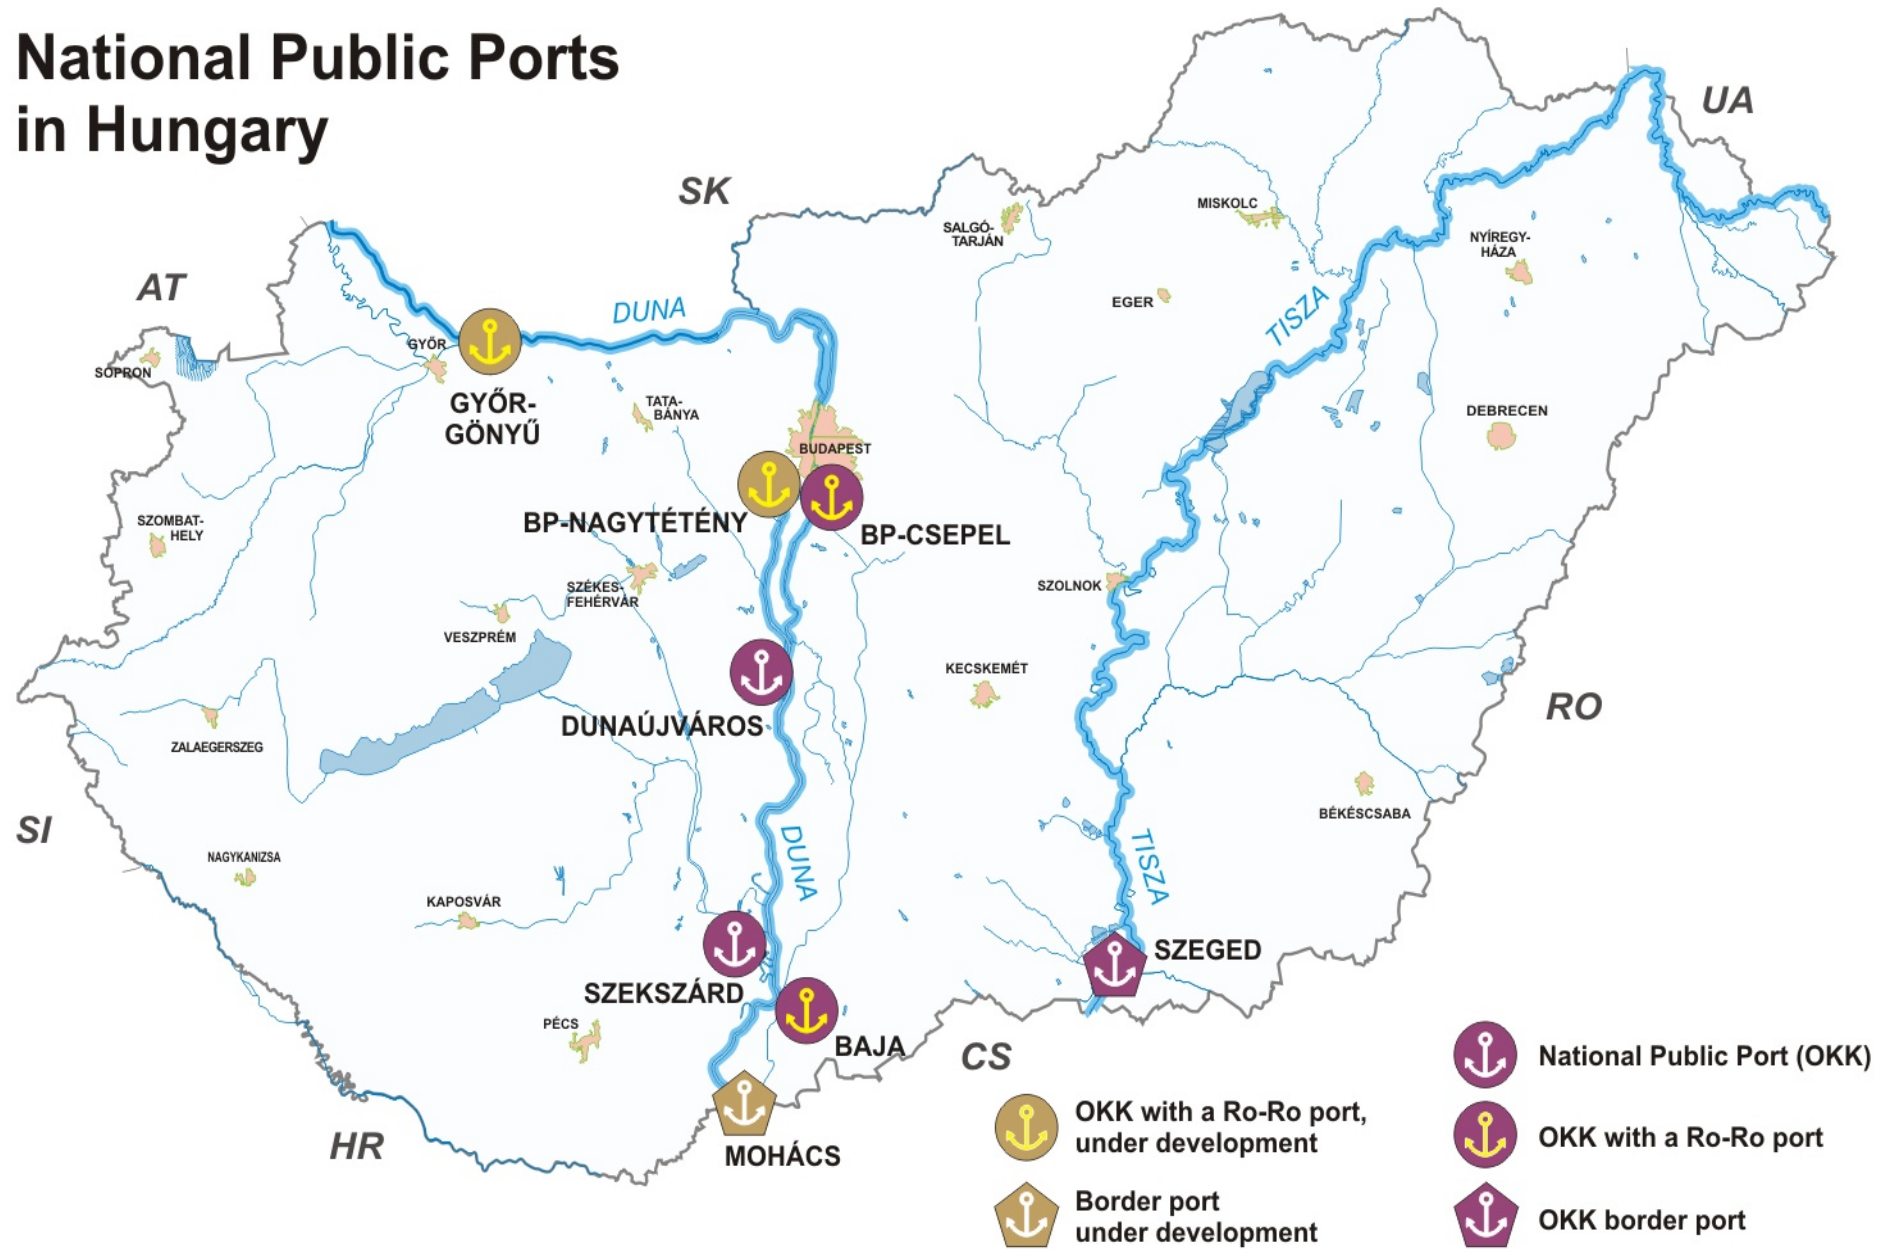 National Public Ports
in Hungary
UA
SK
AT
SALGÓ-
TARJÁN
MISKOLC
NYÍREGY-
HÁZA
EGER
TISZA
DUNA
GYŐR
SOPRON
GYŐR-
GÖNYŰ
TATA-
BÁNYA
BUDAPEST
DEBRECEN
BP-NAGYTÉTÉNY
BP-CSEPEL
SZOMBAT-
HELY
SZÉKES-
FEHÉRVÁR
SZOLNOK
VESZPRÉM
KECSKEMÉT
DUNAÚJVÁROS
RO
ZALAEGERSZEG
BÉKÉSCSABA
SI
DUNA
TISZA
NAGYKANIZSA
KAPOSVÁR
SZEGED
SZEKSZÁRD
PÉCS
BAJA
CS
HR
MOHÁCS
OKK with a Ro-Ro port,
under development
Border port
under development
National Public Port (OKK)
OKK with a Ro-Ro port
OKK border port